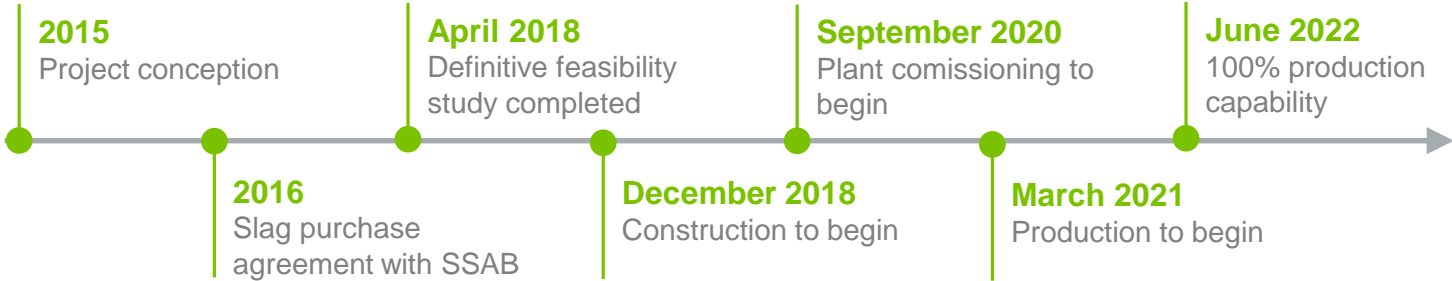 2015
Project conception
2016
Slag purchase
agreement with SSAB
April 2018
Definitive feasibility
study completed
December 2018
Construction to begin
September 2020
Plant comissioning to
begin
March 2021
Production to begin
June 2022
100% production
capability